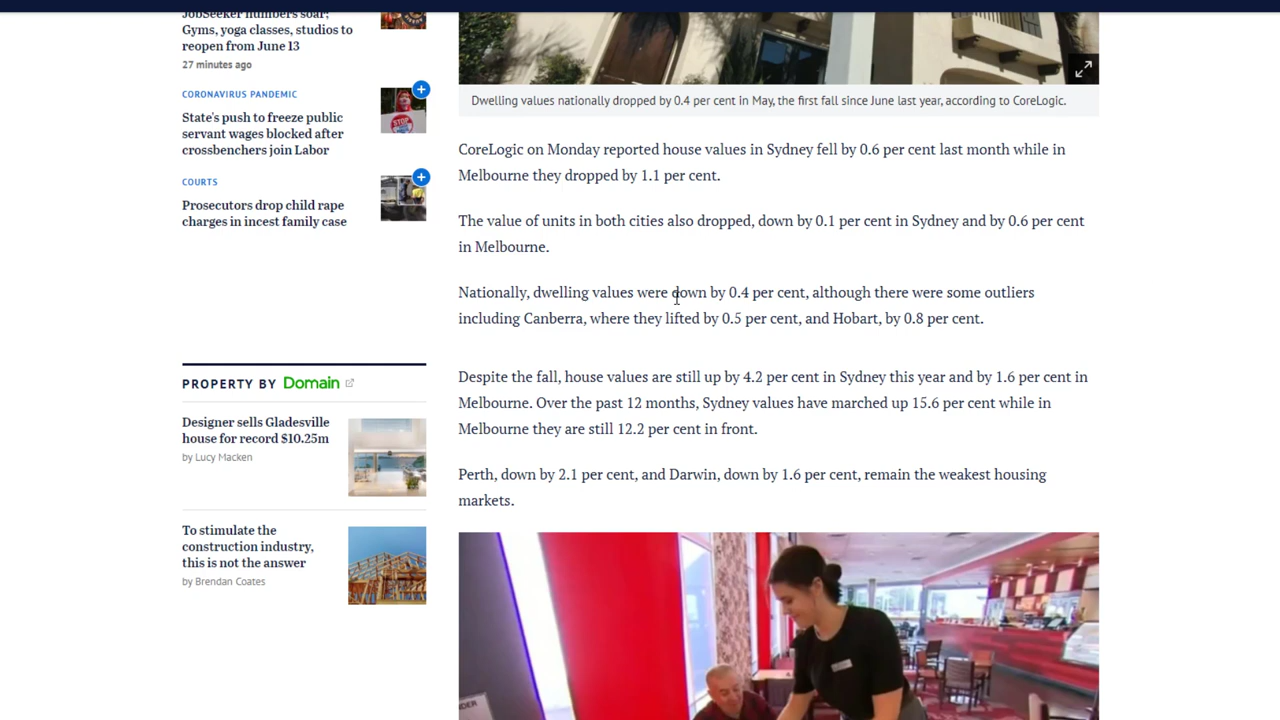 JobSeeker numbers soar;
Gyms, yoga classes, studios to
reopen from June 13
27 minutes ago
CORONAVIRUS PANDEMIC
State's push to freeze public
servant wages blocked after
crossbenchers join Labor
COURTS
Prosecutors drop child rape
charges in incest family case
PROPERTY BY Domain
Designer sells Gladesville
house for record $10.25m
by Lucy Macken
To stimulate the
construction industry,
this is not the answer
by Brendan Coates
Dwelling values nationally dropped by 0.4 per cent in May, the first fall since June last year, according to CoreLogic.
CoreLogic on Monday reported house values in Sydney fell by 0.6 per cent last month while in
Melbourne they dropped by 1.1 per cent.
The value of units in both cities also dropped, down by 0.1 per cent in Sydney and by 0.6 per cent
in Melbourne.
Nationally, dwelling values were down by 0.4 per cent, although there were some outliers
including Canberra, where they lifted by 0.5 per cent, and Hobart, by 0.8 per cent.
Despite the fall, house values are still up by 4.2 per cent in Sydney this year and by 1.6 per cent in
Melbourne. Over the past 12 months, Sydney values have marched up 15.6 per cent while in
Melbourne they are still 12.2 per cent in front.
Perth, down by 2.1 per cent, and Darwin, down by 1.6 per cent, remain the weakest housing
markets.